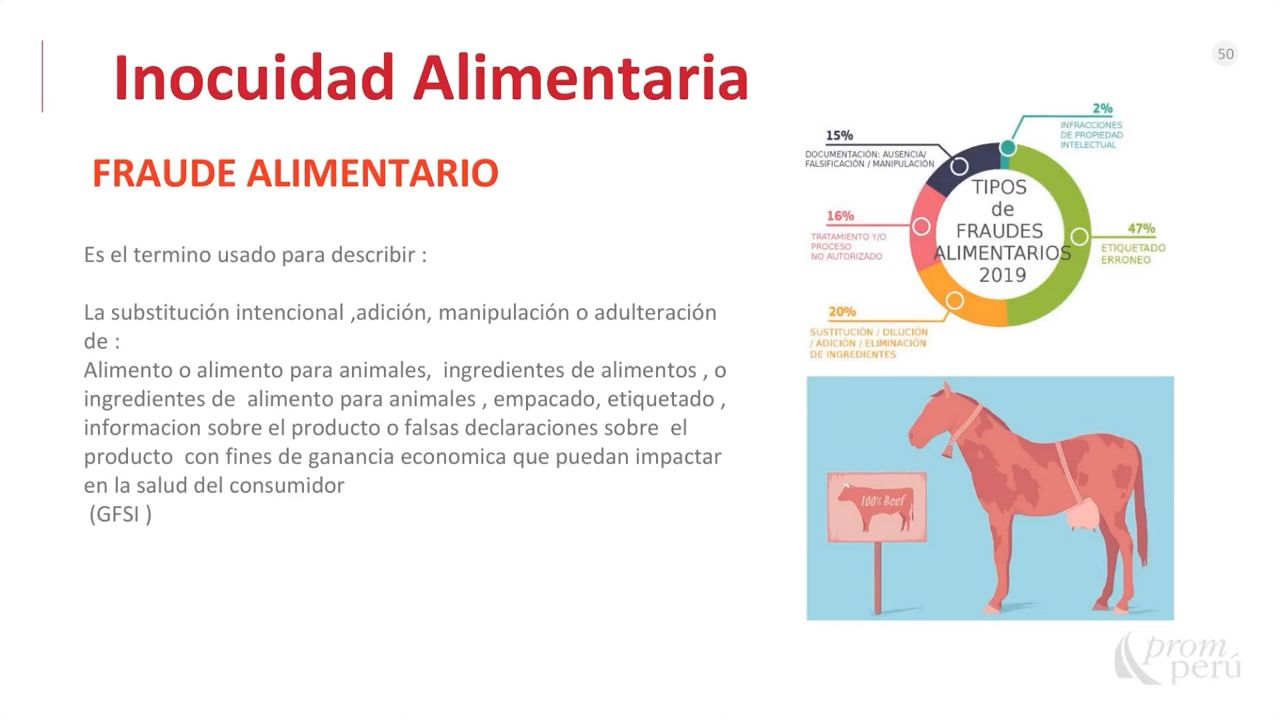 50
Inocuidad Alimentaria
FRAUDE ALIMENTARIO
Es el termino usado para describir :
La substitución intencional ,adición, manipulación o adulteración
de :
Alimento o alimento para animales,  ingredientes de alimentos , o
ingredientes de  alimento para animales , empacado, etiquetado ,
informacion sobre el producto o falsas declaraciones sobre  el
producto  con fines de ganancia economica que puedan impactar
en la salud del consumidor
(GFSI )
2%
INFRACCIONES
DE PROPIEDAD
INTELECTUAL
15%
DOCUMENTACIÓN: AUSENCIA/
FALSIFICACIÓN / MANIPULACIÓN
TIPOS
de
FRAUDES
ALIMENTARIOS
2019
16%
TRATAMIENTO Y/O
PROCESO
NO AUTORIZADO
47%
ETIQUETADO
ERRONEO
20%
SUSTITUCIÓN / DILUCIÓN
/ ADICIÓN / ELIMINACIÓN
DE INGREDIENTES
100% Beef
prom
perú